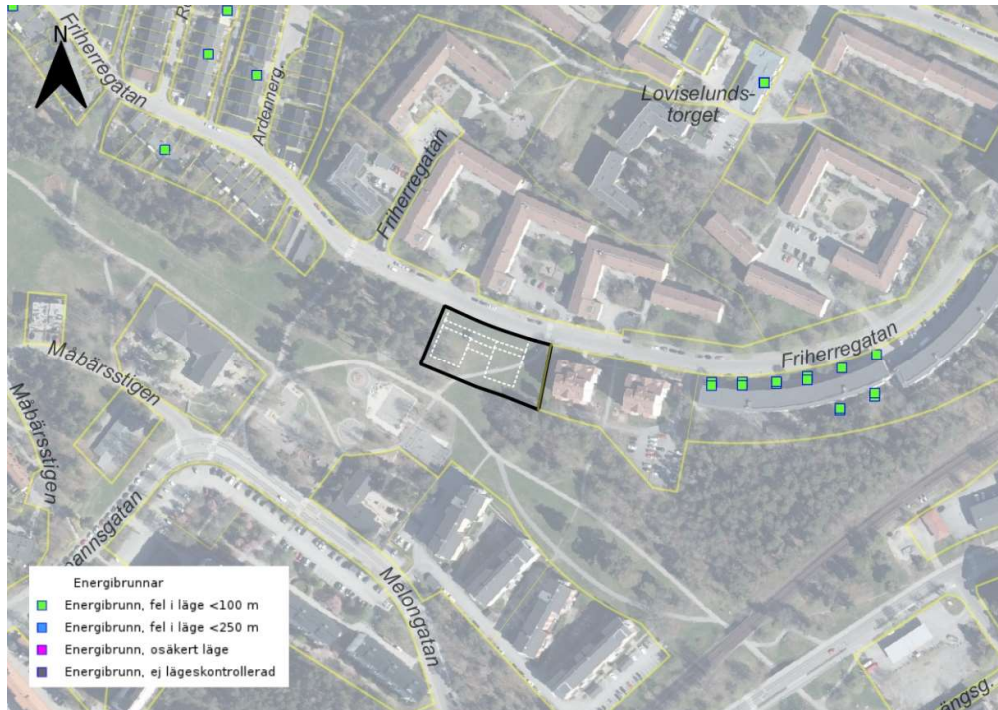 N
Friherregatan
Ardennerg.
Loviselunds-
torget
Friherregatan
Friherregatan
Måbärsstigen
Måbärsstigen
Melongatan
Energibrunnar
Energibrunn, fel i läge <100 m
Energibrunn, fel i läge <250 m
Energibrunn, osäkert läge
Energibrunn, ej lägeskontrollerad